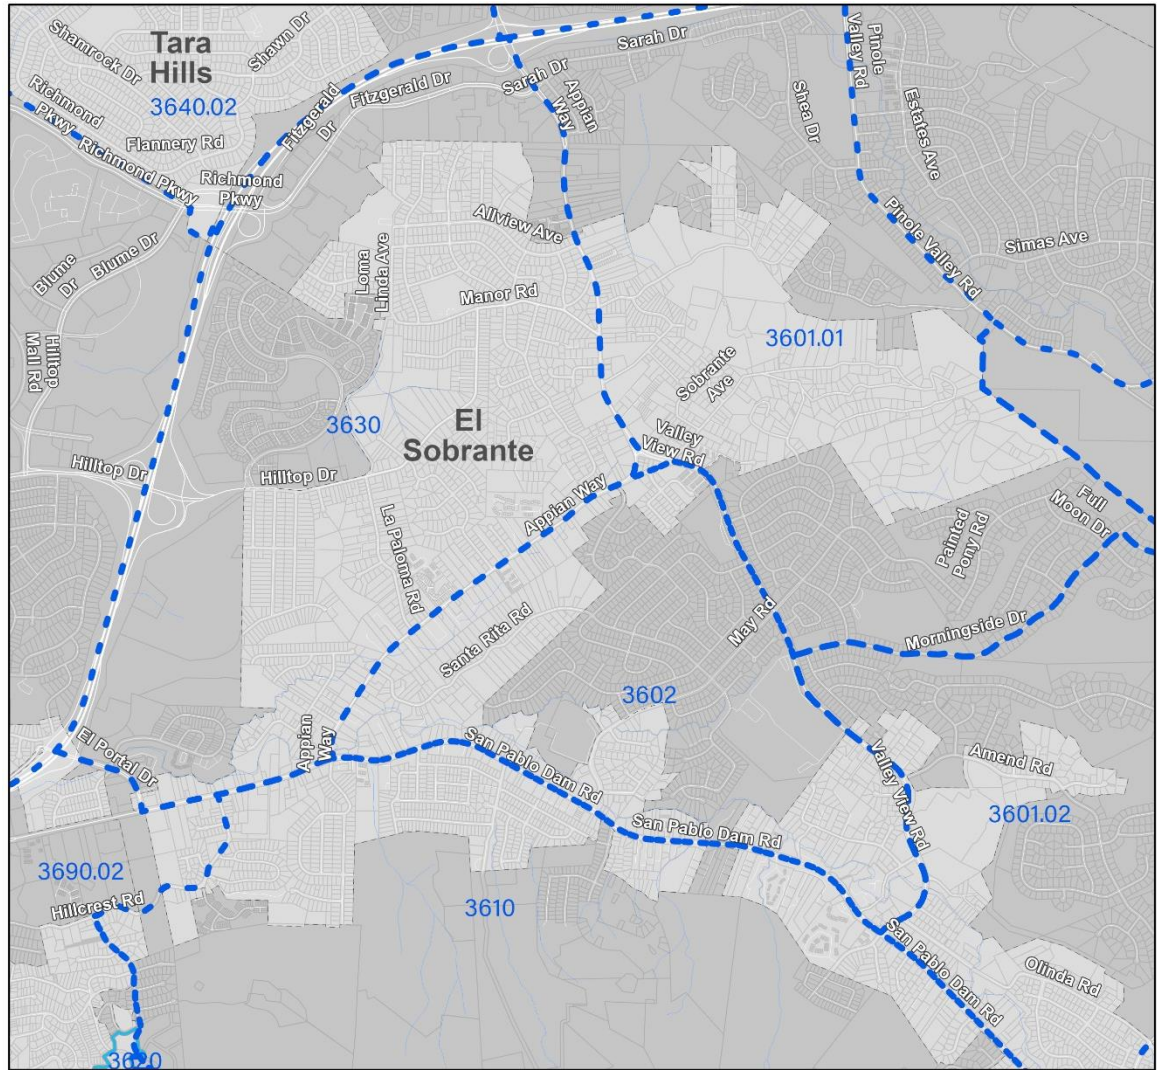 Tara
Hills
3640.02
Shamrock Dr
Shawn Dr
Richmond
Pkwy
Richmond Pkwy
Flannery Rd
Richmond
Pkwy
Fitzgerald
Dr
Fitzgerald Dr
Sarah Dr
Sarah Dr
Appian
Way
Shea Dr
Pinole
Valley Rd
Estates Ave
Pinole Valley Rd
Simas Ave
Blume
Dr
Blume Dr
Hilltop
Mall Rd
Loma
Linda Ave
Allview Ave
Manor Rd
3601.01
Sobrante
Ave
3630
El
Sobrante
Valley
View Rd
Hilltop Dr
Hilltop Dr
Appian Way
La Paloma Rd
Full
Moon Dr
Painted
Pony Rd
May Rd
Morningside Dr
Santa Rita Rd
3602
Appian
Way
El Portal Dr
San Pablo Dam Rd
Valley View Rd
Amend Rd
3601.02
San Pablo Dam Rd
3690.02
Hillcrest Rd
3610
San Pablo Dam Rd
Olinda Rd
3620